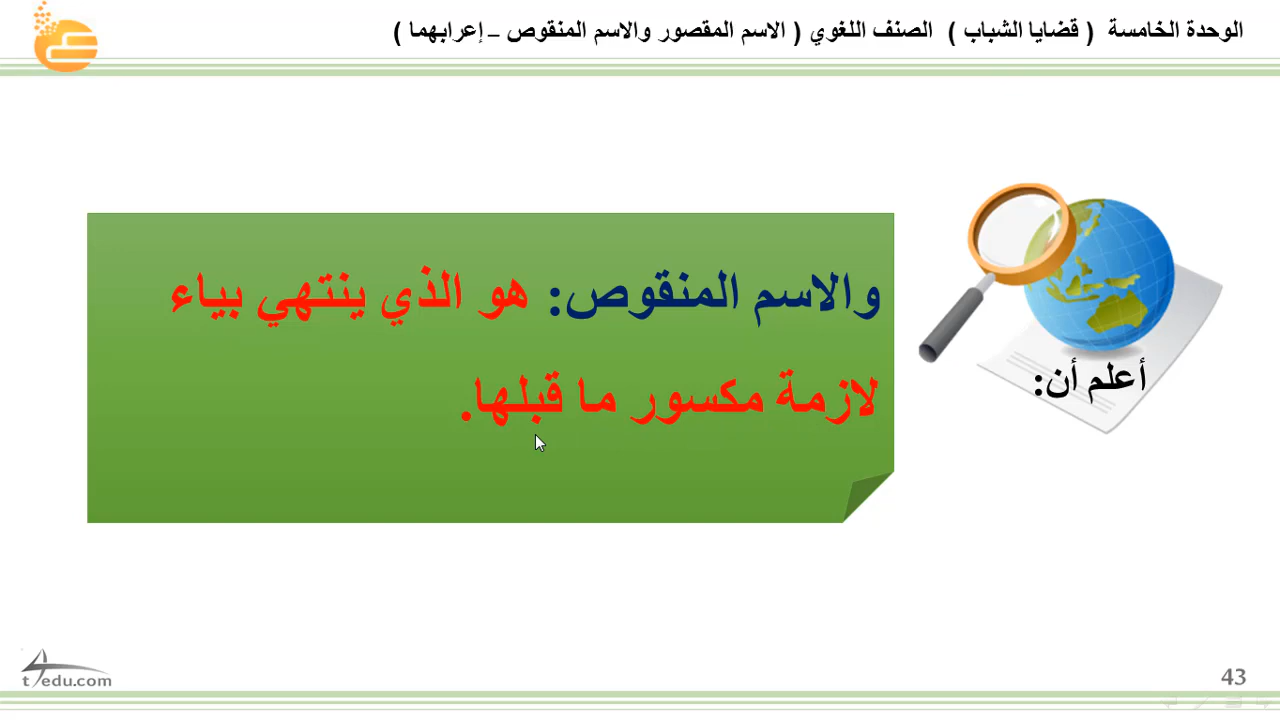 الوحدة الخامسة ( قضايا الشباب ) الصنف اللغوي ( الاسم المقصور والاسم المنقوص – إعرابهما )
والاسم المنقوص: هو الذي ينتهي بياء
لازمة مكسور ما قبلها.
أعلم أن:
t4edu.com
43